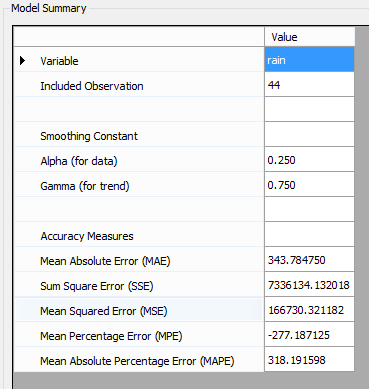 Model Summary
Value
Variable rain
Included Observation 44
Smoothing Constant
Alpha (for data) 0.250
Gamma (for trend) 0.750
Accuracy Measures
Mean Absolute Error (MAE) 343.784750
Sum Square Error (SSE) 7336134.132018
Mean Squared Error (MSE) 166730.321182
Mean Percentage Error (MPE) -277.187125
Mean Absolute Percentage Error (MAPE) 318.191598